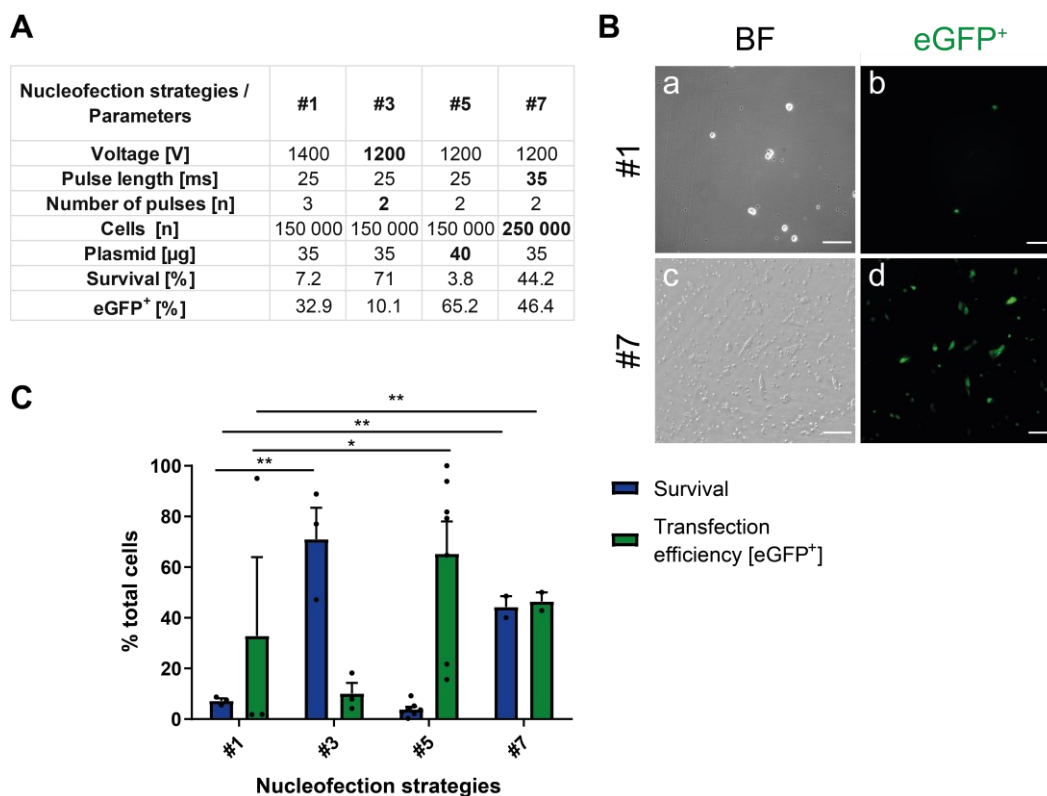 A
Nucleofection strategies / Parameters #1 #3 #5 #7
Voltage [V] 1400 1200 1200 1200
Pulse length [ms] 25 25 25 35
Number of pulses [n] 3 2 2 2
Cells [n] 150 000 150 000 150 000 250 000
Plasmid [µg] 35 35 40 35
Survival [%] 7.2 71 3.8 44.2
eGFP⁺ [%] 32.9 10.1 65.2 46.4
B
BF eGFP⁺
#1
a b
#7
c d
C
**
**
*
**
100
80
60
40
20
0
% total cells
#1 #3 #5 #7
Nucleofection strategies
Survival
Transfection
efficiency [eGFP⁺]